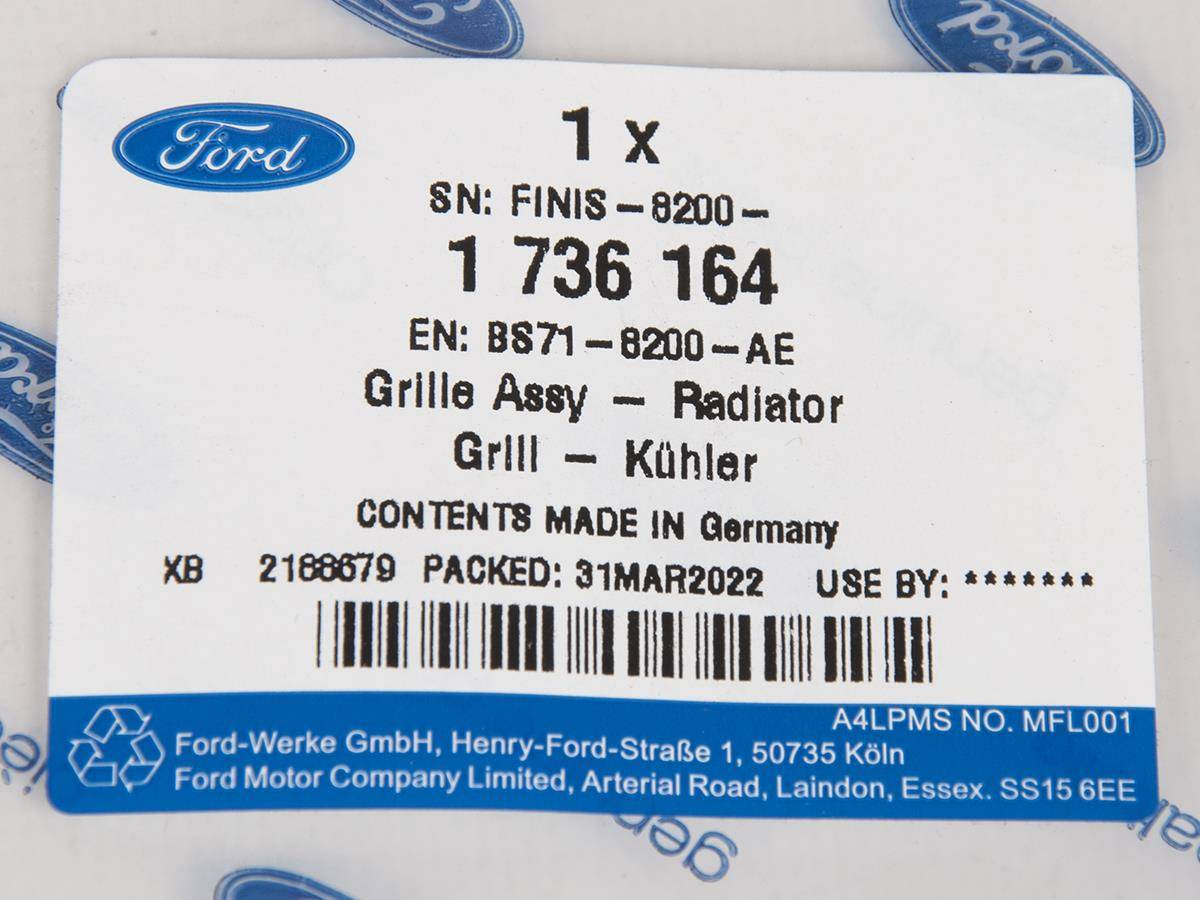 Ford
1 x
SN: FINIS-8200-
1 736 164
EN: BS71-8200-AE
Grille Assy - Radiator
Grill - Kühler
CONTENTS MADE IN Germany
XB 2188679 PACKED: 31MAR2022 USE BY: *******
A4LPMS NO. MFL001
Ford-Werke GmbH, Henry-Ford-Straße 1, 50735 Köln
Ford Motor Company Limited, Arterial Road, Laindon, Essex. SS15 6EE